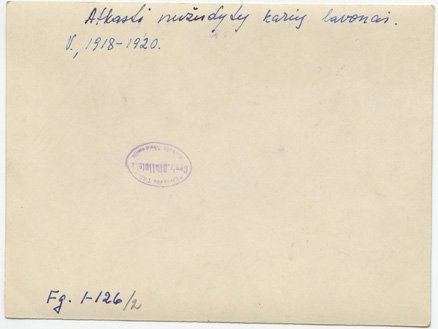 Atkasti nužudytų karių lavonai.
V., 1918-1920.
Fg. 1-126/2